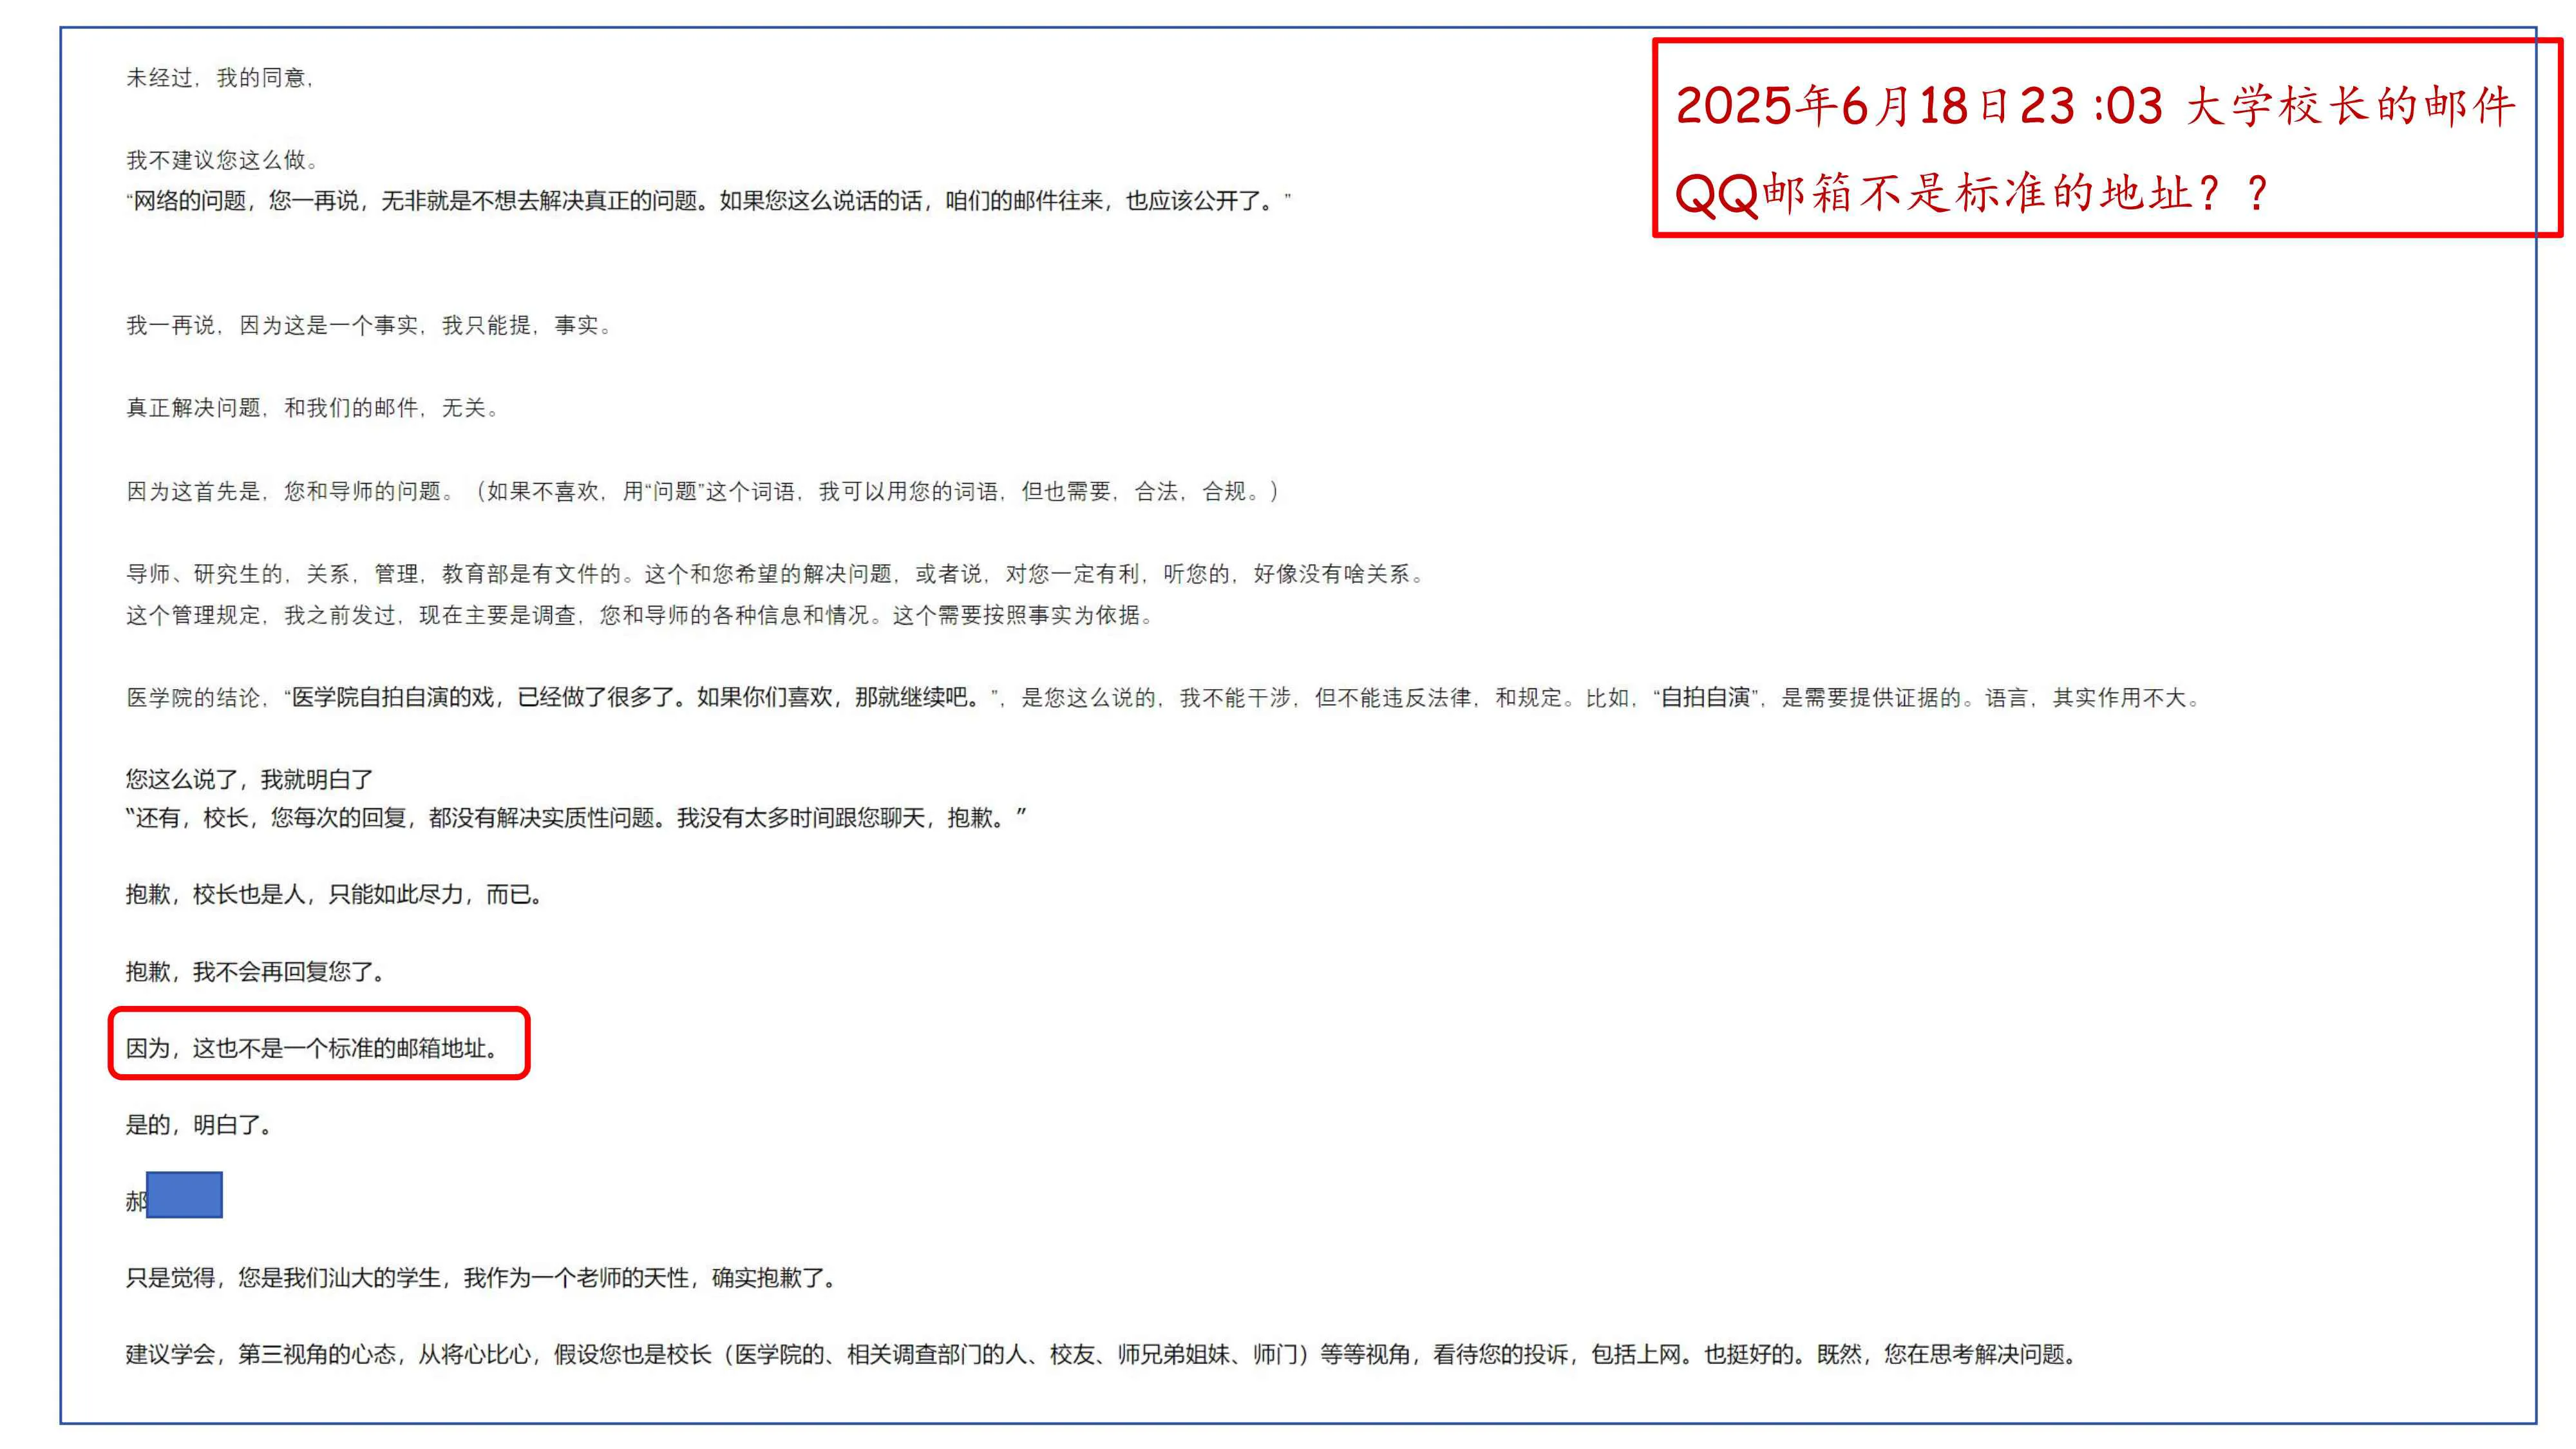 2025年6月18日23 :03 大学校长的邮件
QQ邮箱不是标准的地址？？
未经过，我的同意，
我不建议您这么做。
“网络的问题，您一再说，无非就是不想去解决真正的问题。如果您这么说话的话，咱们的邮件往来，也应该公开了。”
我一再说，因为这是一个事实，我只能提，事实。
真正解决问题，和我们的邮件，无关。
因为这首先是，您和导师的问题。（如果不喜欢，用“问题”这个词语，我可以用您的词语，但也需要，合法，合规。）
导师、研究生的，关系，管理，教育部是有文件的。这个和您希望的解决问题，或者说，对您一定有利，听您的，好像没有啥关系。
这个管理规定，我之前发过，现在主要是调查，您和导师的各种信息和情况。这个需要按照事实为依据。
医学院的结论，“医学院自拍自演的戏，已经做了很多了。如果你们喜欢，那就继续吧。”，是您这么说的，我不能干涉，但不能违反法律，和规定。比如，“自拍自演”，是需要提供证据的。语言，其实作用不大。
您这么说了，我就明白了
“还有，校长，您每次的回复，都没有解决实质性问题。我没有太多时间跟您聊天，抱歉。”
抱歉，校长也是人，只能如此尽力，而已。
抱歉，我不会再回复您了。
因为，这也不是一个标准的邮箱地址。
是的，明白了。
郝
只是觉得，您是我们汕大的学生，我作为一个老师的天性，确实抱歉了。
建议学会，第三视角的心态，从将心比心，假设您也是校长（医学院的、相关调查部门的人、校友、师兄弟姐妹、师门）等等视角，看待您的投诉，包括上网。也挺好的。既然，您在思考解决问题。